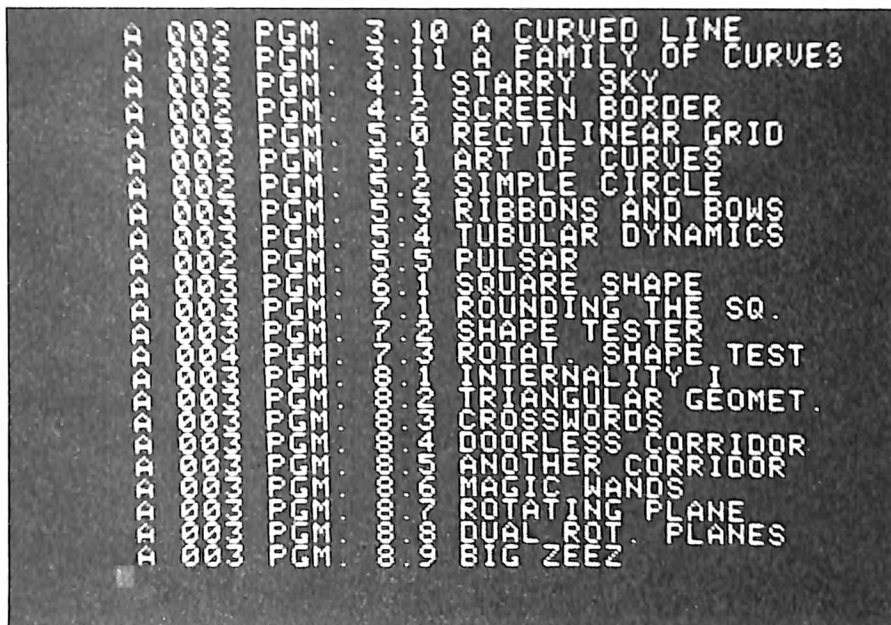 A 002 PGM. 3.10 A CURVED LINE
A 003 PGM. 3.11 A FAMILY OF CURVES
A 002 PGM. 4.1 STARRY SKY
A 002 PGM. 4.2 SCREEN BORDER
A 003 PGM. 5.0 RECTILINEAR GRID
A 002 PGM. 5.1 ART OF CURVES
A 002 PGM. 5.2 SIMPLE CIRCLE
A 003 PGM. 5.3 RIBBONS AND BOWS
A 003 PGM. 5.4 TUBULAR DYNAMICS
A 002 PGM. 5.5 PULSAR
A 003 PGM. 6.1 SQUARE SHAPE
A 003 PGM. 7.1 ROUNDING THE SQ.
A 003 PGM. 7.2 SHAPE TESTER
A 004 PGM. 7.3 ROTAT. SHAPE TEST
A 003 PGM. 8.1 INTERNALITY I
A 003 PGM. 8.2 TRIANGULAR GEOMET.
A 003 PGM. 8.3 CROSSWORDS
A 003 PGM. 8.4 DOORLESS CORRIDOR
A 003 PGM. 8.5 ANOTHER CORRIDOR
A 003 PGM. 8.6 MAGIC WANDS
A 003 PGM. 8.7 ROTATING PLANE
A 003 PGM. 8.8 DUAL ROT. PLANES
A 003 PGM. 8.9 BIG ZEEZ